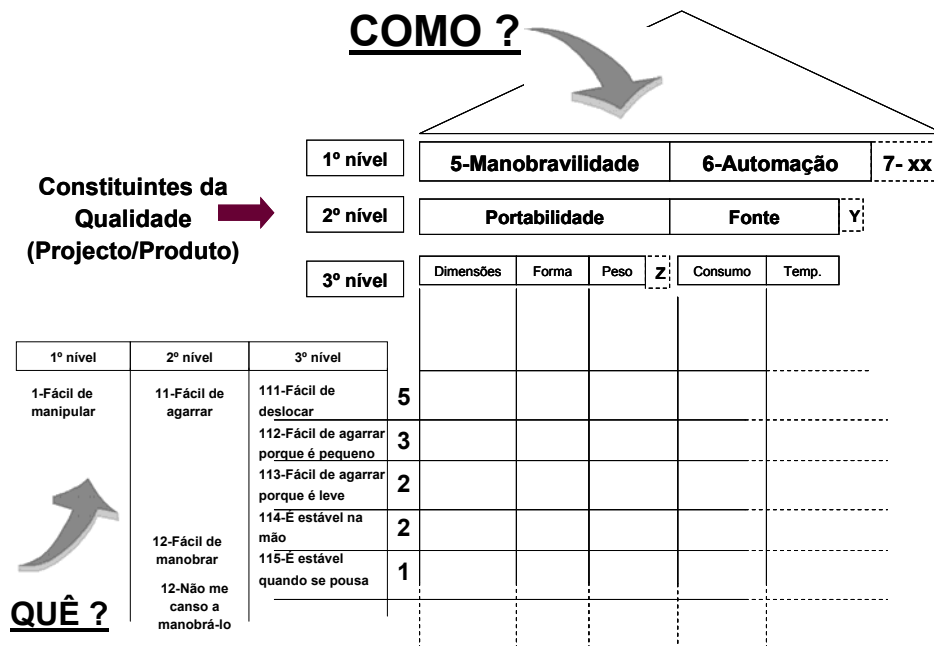 COMO ?
1º nível
5-Manobravilidade
6-Automação
7- xx
Constituintes da
Qualidade
(Projecto/Produto)
2º nível
Portabilidade
Fonte
Y
3º nível
Dimensões
Forma
Peso
Z
Consumo
Temp.
1º nível
2º nível
3º nível
1-Fácil de
manipular
11-Fácil de
agarrar
111-Fácil de
deslocar
5
112-Fácil de agarrar
porque é pequeno
3
113-Fácil de agarrar
porque é leve
2
114-É estável na
mão
2
12-Fácil de
manobrar
115-É estável
quando se pousa
1
12-Não me
canso a
manobrá-lo
QUÊ ?